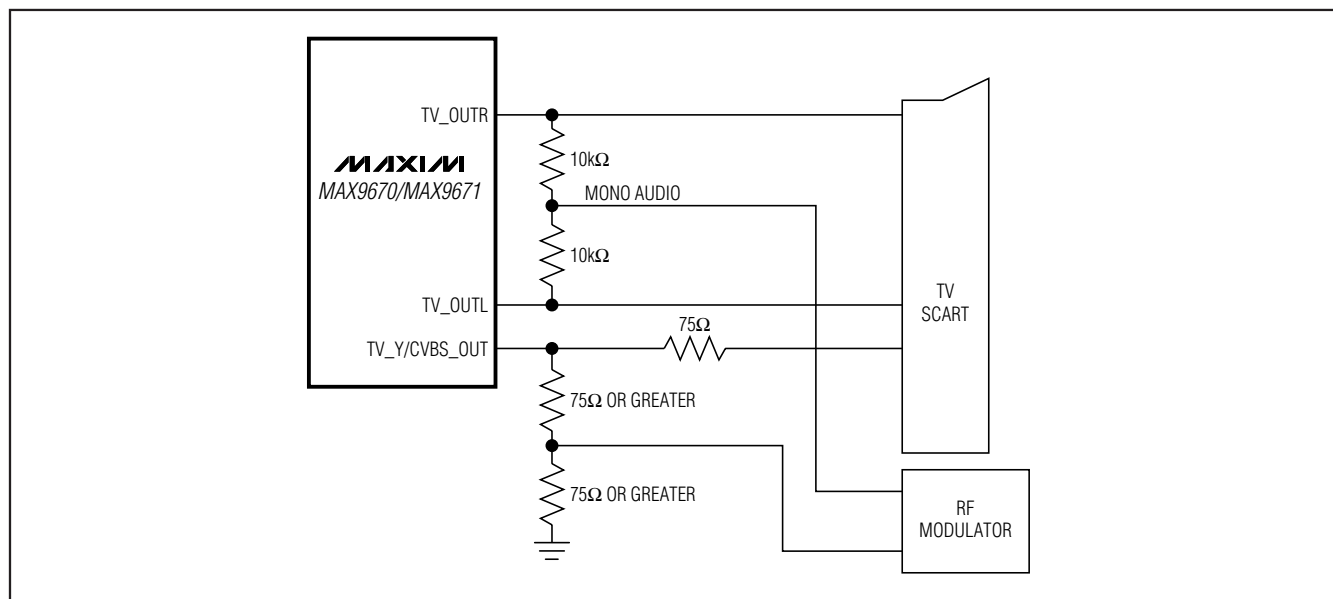 TV_OUTR
10kΩ
MAXIM
MAX9670/MAX9671
MONO AUDIO
10kΩ
TV_OUTL
TV
SCART
75Ω
TV_Y/CVBS_OUT
75Ω OR GREATER
75Ω OR GREATER
RF
MODULATOR